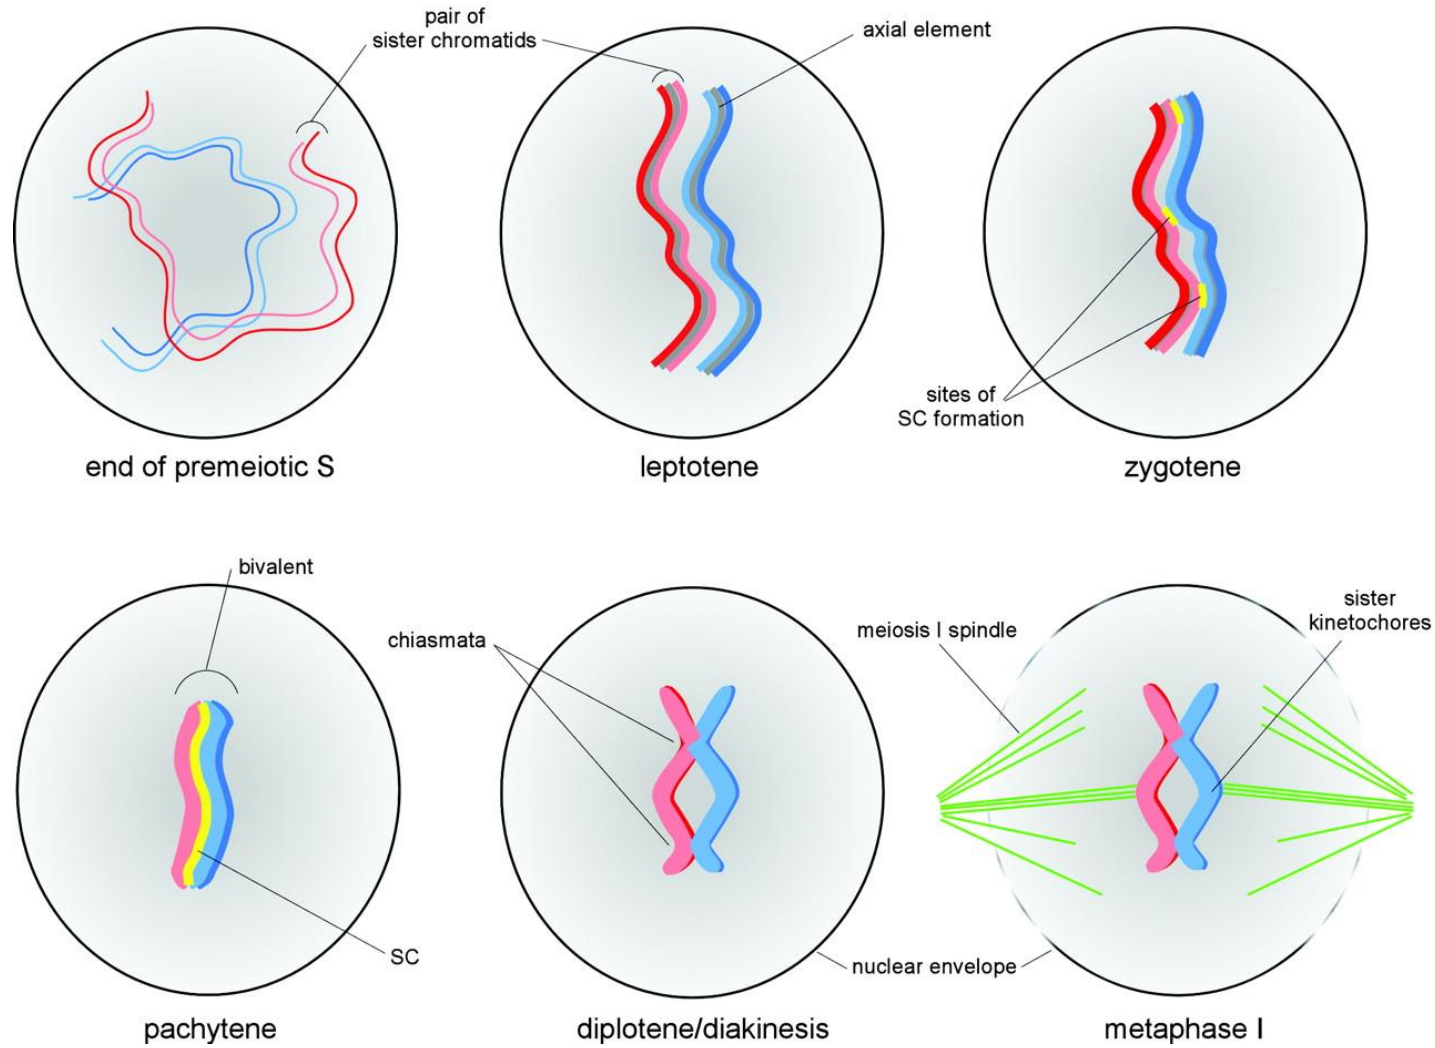 pair of
sister chromatids
axial element
sites of
SC formation
end of premeiotic S
leptotene
zygotene
bivalent
chiasmata
meiosis I spindle
sister
kinetochores
SC
nuclear envelope
pachytene
diplotene/diakinesis
metaphase I